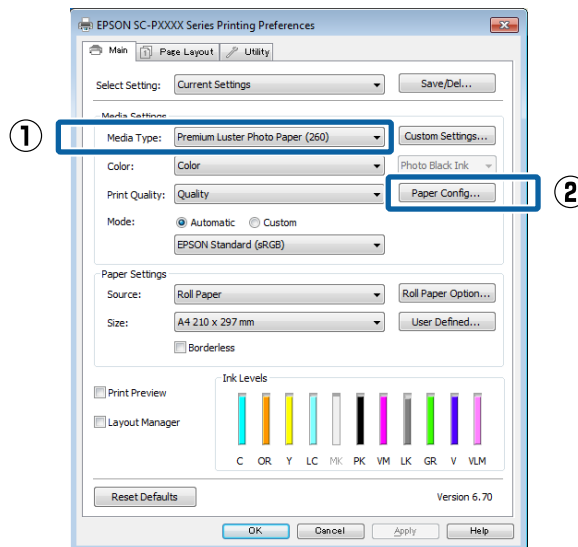 EPSON SC-PXXXX Series Printing Preferences
Main Page Layout Utility
Select Setting: Current Settings Save/Del...
Media Settings
① Media Type: Premium Luster Photo Paper (260) Custom Settings...
Color: Color Photo Black Ink
Print Quality: Quality Paper Config... ②
Mode: Automatic Custom
EPSON Standard (sRGB)
Paper Settings
Source: Roll Paper Roll Paper Option...
Size: A4 210 x 297 mm User Defined...
Borderless
Ink Levels
Print Preview
Layout Manager
C OR Y LC MK PK VM LK GR V VLM
Reset Defaults Version 6.70
OK Cancel Apply Help